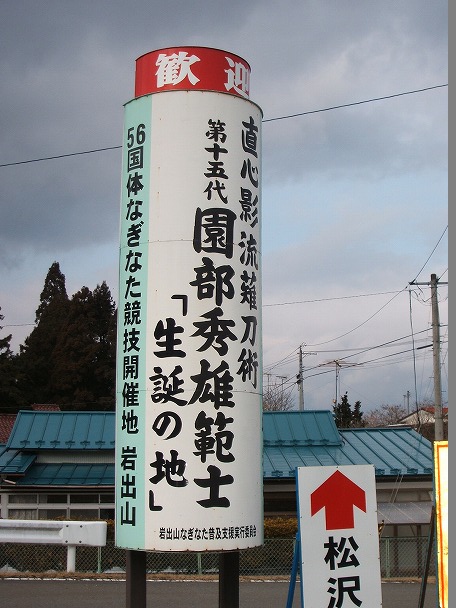 歓迎
直心影流薙刀術
第十五代
園部秀雄範士
「生誕の地」
56国体なぎなた競技開催地 岩出山
岩出山なぎなた普及支援実行委員会
松沢